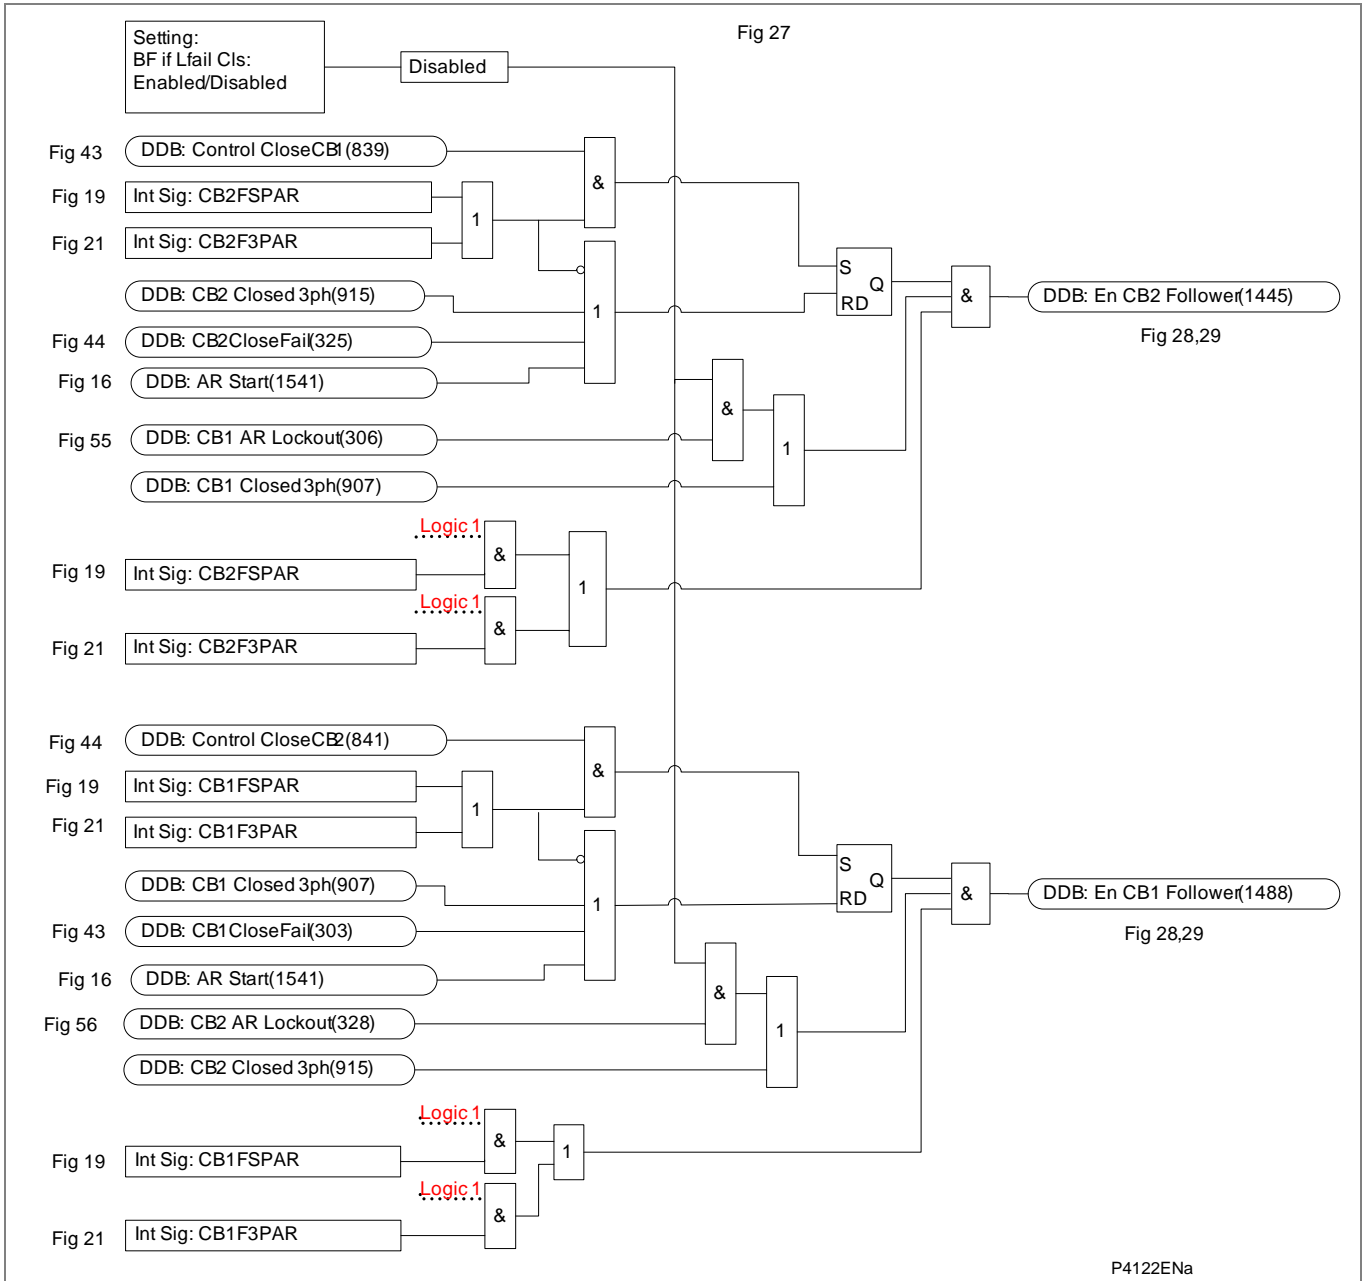 Fig 27
Setting:
BF if Lfail Cls:
Enabled/Disabled
Disabled
Fig 43
DDB: Control CloseCB1(839)
&
Fig 19
Int Sig: CB2FSPAR
1
Fig 21
Int Sig: CB2F3PAR
S
Q
RD
&
DDB: En CB2 Follower(1445)
Fig 28,29
DDB: CB2 Closed 3ph(915)
1
Fig 44
DDB: CB2CloseFail(325)
Fig 16
DDB: AR Start(1541)
&
Fig 55
DDB: CB1 AR Lockout(306)
1
DDB: CB1 Closed3ph(907)
Logic 1
&
Fig 19
Int Sig: CB2FSPAR
1
Logic 1
&
Fig 21
Int Sig: CB2F3PAR
Fig 44
DDB: Control CloseCB2(841)
&
Fig 19
Int Sig: CB1FSPAR
1
Fig 21
Int Sig: CB1F3PAR
S
Q
RD
&
DDB: En CB1 Follower(1488)
Fig 28,29
DDB: CB1 Closed 3ph(907)
1
Fig 43
DDB: CB1CloseFail(303)
Fig 16
DDB: AR Start(1541)
&
Fig 56
DDB: CB2 AR Lockout(328)
1
DDB: CB2 Closed 3ph(915)
Logic 1
&
Fig 19
Int Sig: CB1FSPAR
1
Logic 1
&
Fig 21
Int Sig: CB1F3PAR
P4122ENa